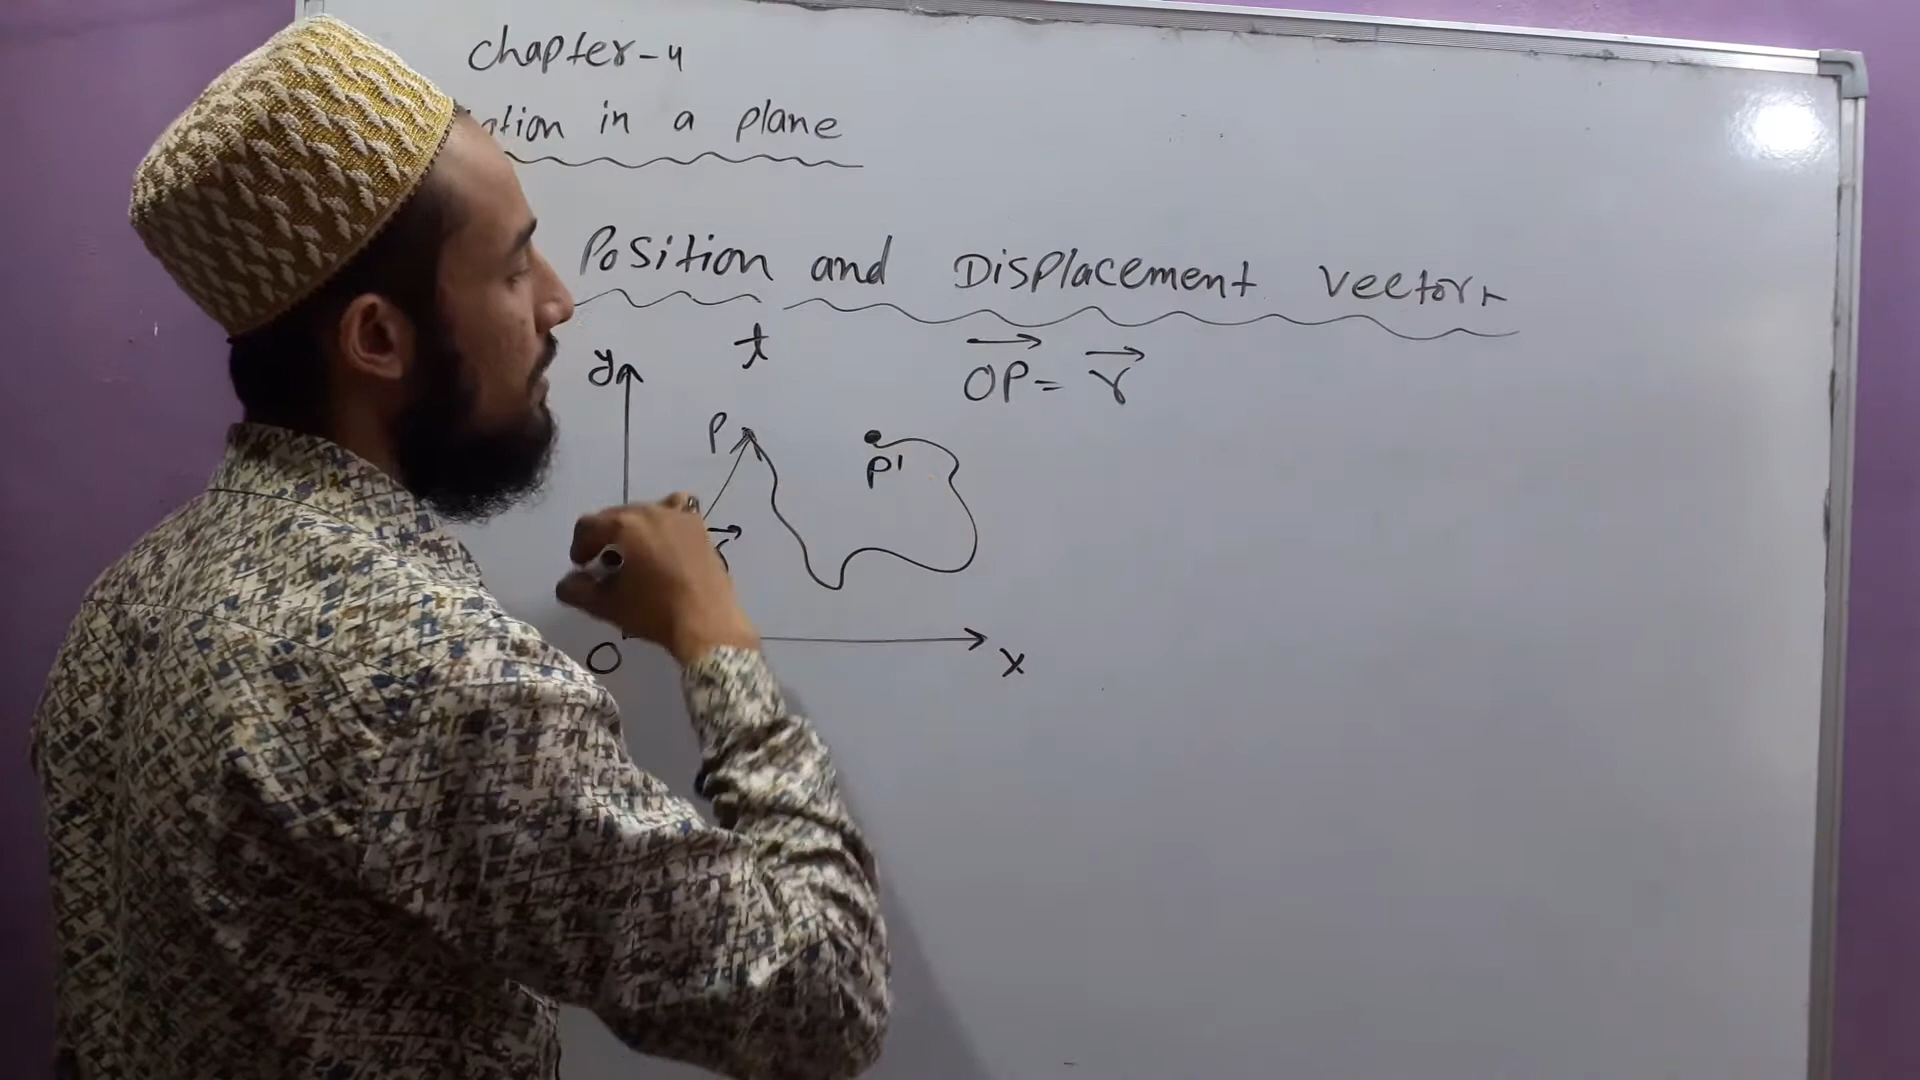 Chapter-4
in a plane
Position and Displacement Vector
t
y
OP = r
P
P'
r
O
x